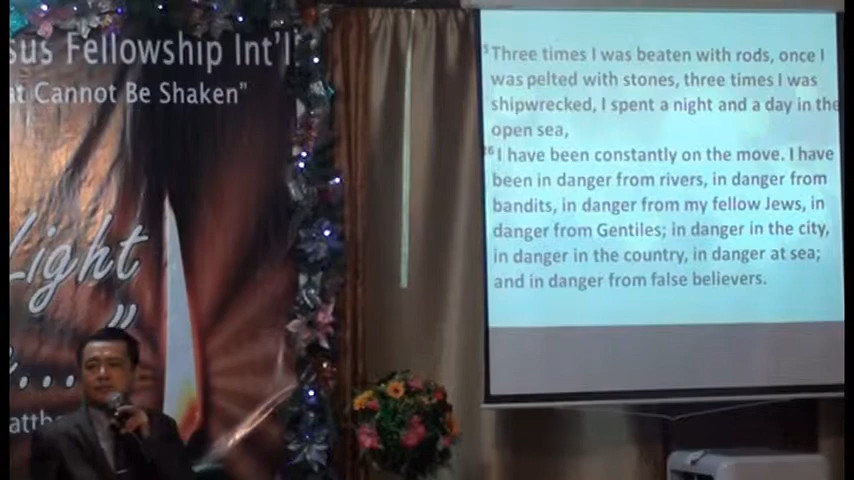 sus Fellowship Int'l
at Cannot Be Shaken"
Light
"
...
atth
5 Three times I was beaten with rods, once I
was pelted with stones, three times I was
shipwrecked, I spent a night and a day in the
open sea,
26 I have been constantly on the move. I have
been in danger from rivers, in danger from
bandits, in danger from my fellow Jews, in
danger from Gentiles; in danger in the city,
in danger in the country, in danger at sea;
and in danger from false believers.